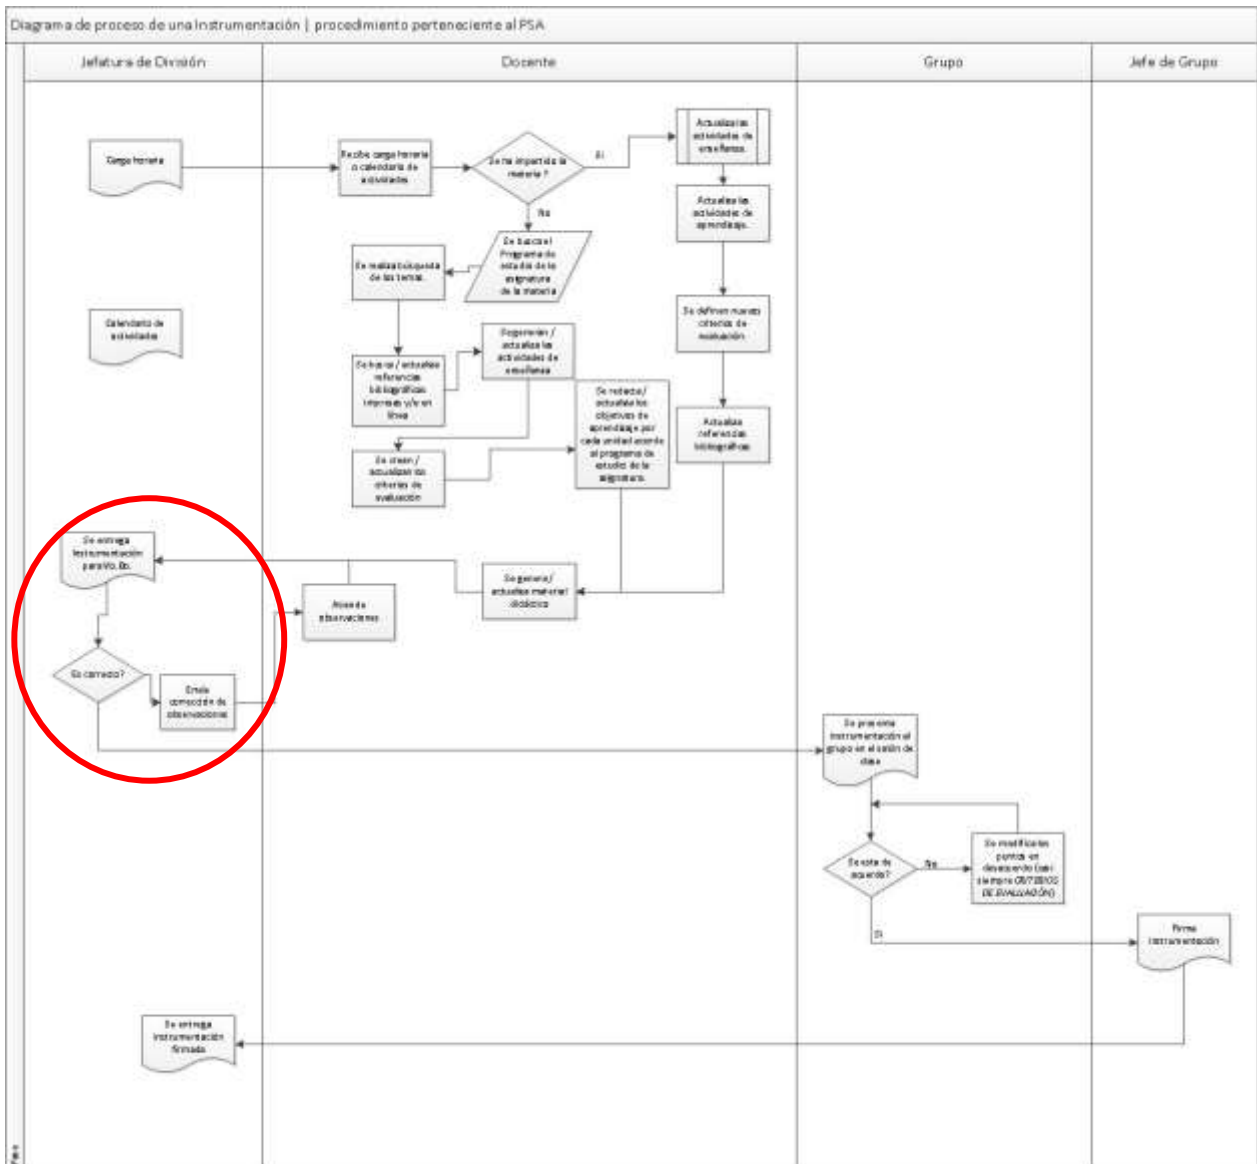 Diagrama de proceso de una Instrumentación | procedimiento perteneciente al PSA
Jefatura de División
Docente
Grupo
Jefe de Grupo
Carga horaria
Recibe carga horaria
o calendario de
actividades
Se ha impartido la
materia ?
Si
Actualiza las
actividades de
enseñanza.
Actualiza las
actividades de
aprendizaje.
No
Se busca el
Programa de
estudio de la
asignatura
de la materia
Se realiza búsqueda
de los temas.
Calendario de
actividades
Se definen nuevos
criterios de
evaluación
Se generan /
actualiza las
actividades de
enseñanza
Se busca / actualiza
referencias
bibliográficas
impresas y/o en
línea
Se redacta /
actualiza los
objetivos de
aprendizaje por
cada unidad acorde
al programa de
estudio de la
asignatura.
Actualiza
referencias
bibliográficas
Se crean /
actualizan los
criterios de
evaluación
Se entrega
Instrumentación
para Vo. Bo.
Se genera /
actualiza material
didáctico
Atiende
observaciones
Es correcto?
Envía
corrección de
observaciones
Se presenta
instrumentación al
grupo en el salón de
clase
Se esta de
acuerdo?
No
Se modifica los
puntos en
desacuerdo (casi
siempre CRITERIOS
DE EVALUACIÓN)
Si
Firma
instrumentación
Se entrega
instrumentación
firmada
Fase